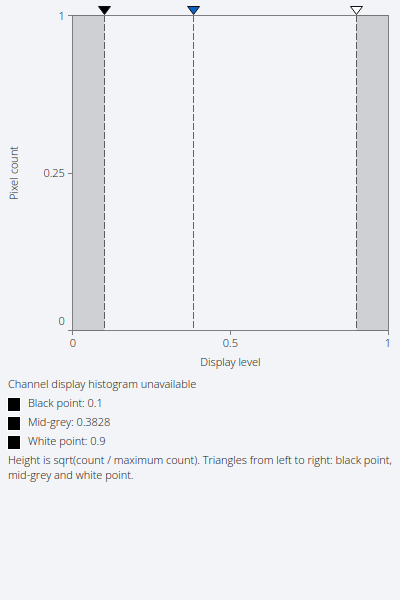 1
0.25
0
Pixel count
0
0.5
1
Display level
Channel display histogram unavailable
Black point: 0.1
Mid-grey: 0.3828
White point: 0.9
Height is sqrt(count / maximum count). Triangles from left to right: black point,
mid-grey and white point.